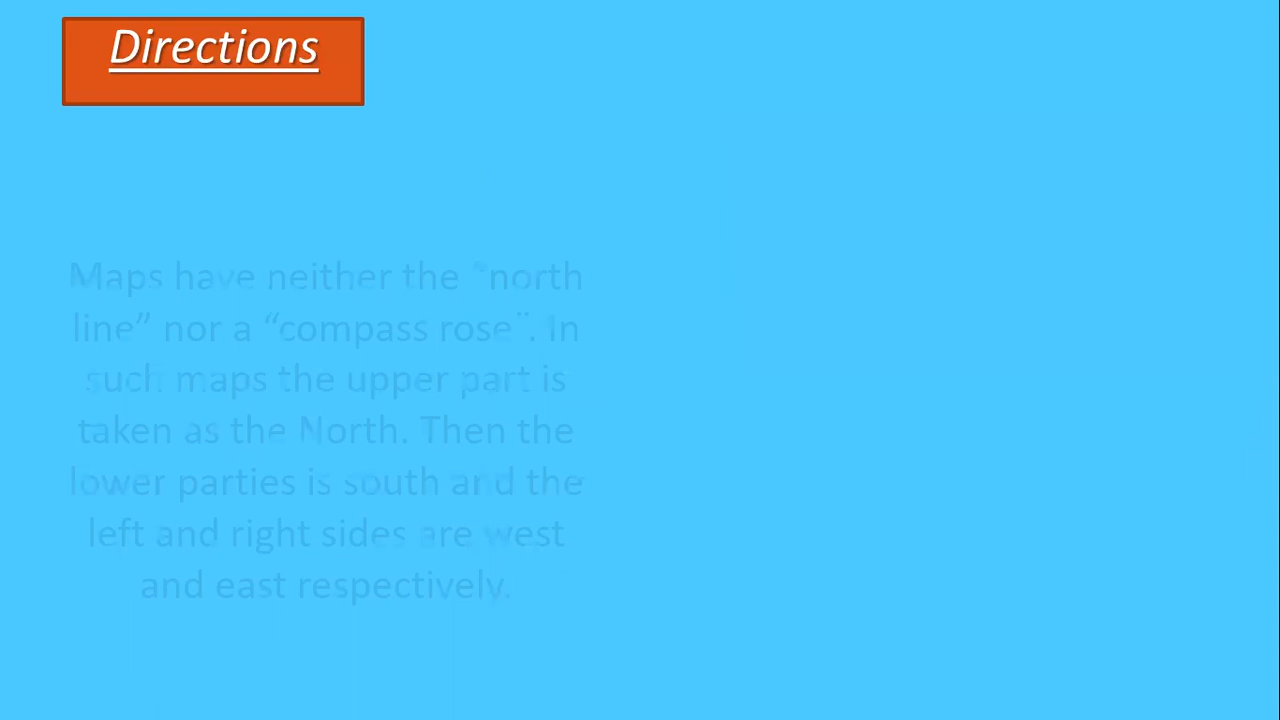 Directions
Maps have neither the “north
line” nor a “compass rose”. In
such maps the upper part is
taken as the North. Then the
lower parties is south and the
left and right sides are west
and east respectively.